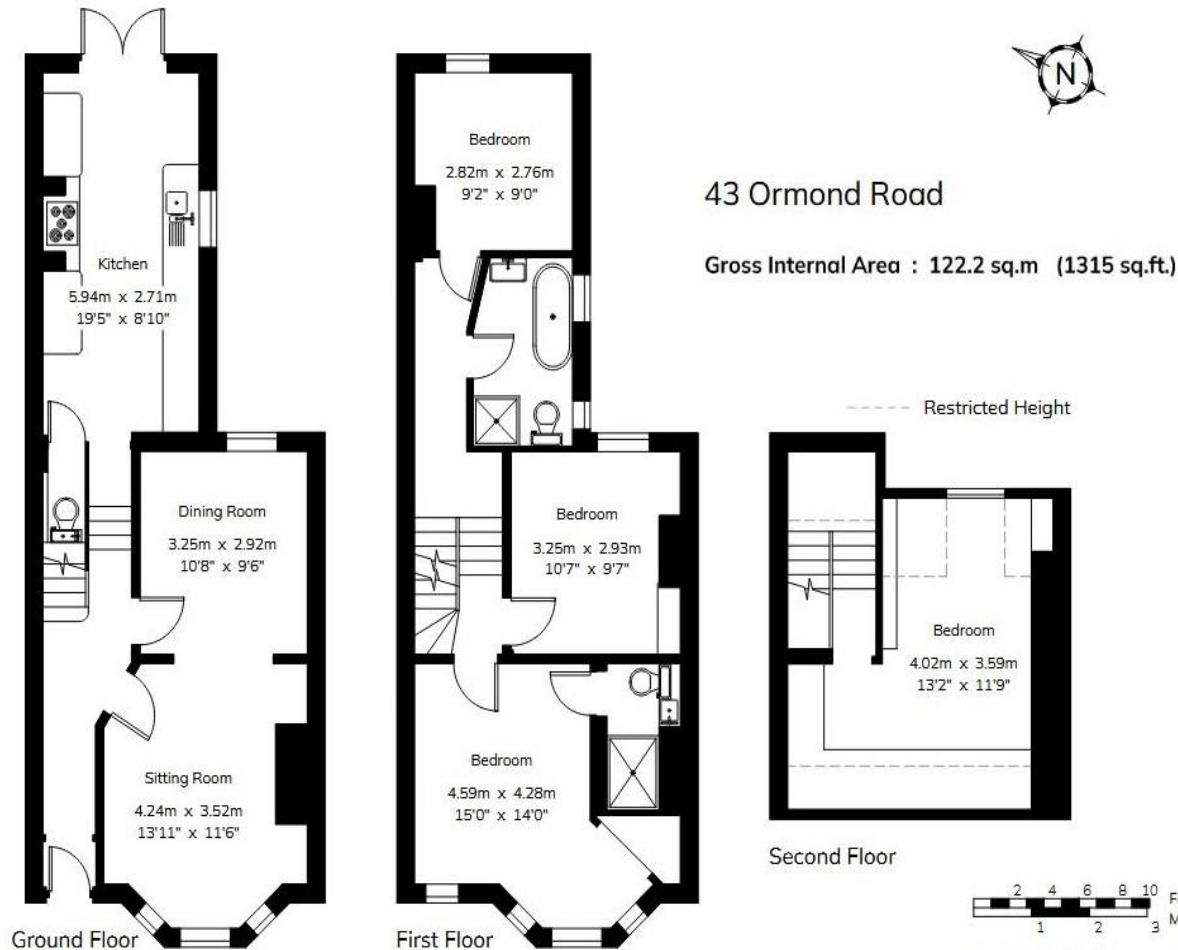 N
43 Ormond Road
Gross Internal Area : 122.2 sq.m (1315 sq.ft.)
Restricted Height
Kitchen
5.94m x 2.71m
19'5" x 8'10"
Dining Room
3.25m x 2.92m
10'8" x 9'6"
Sitting Room
4.24m x 3.52m
13'11" x 11'6"
Ground Floor
Bedroom
2.82m x 2.76m
9'2" x 9'0"
Bedroom
3.25m x 2.93m
10'7" x 9'7"
Bedroom
4.59m x 4.28m
15'0" x 14'0"
First Floor
Bedroom
4.02m x 3.59m
13'2" x 11'9"
Second Floor
2 4 6 8 10
1 2 3